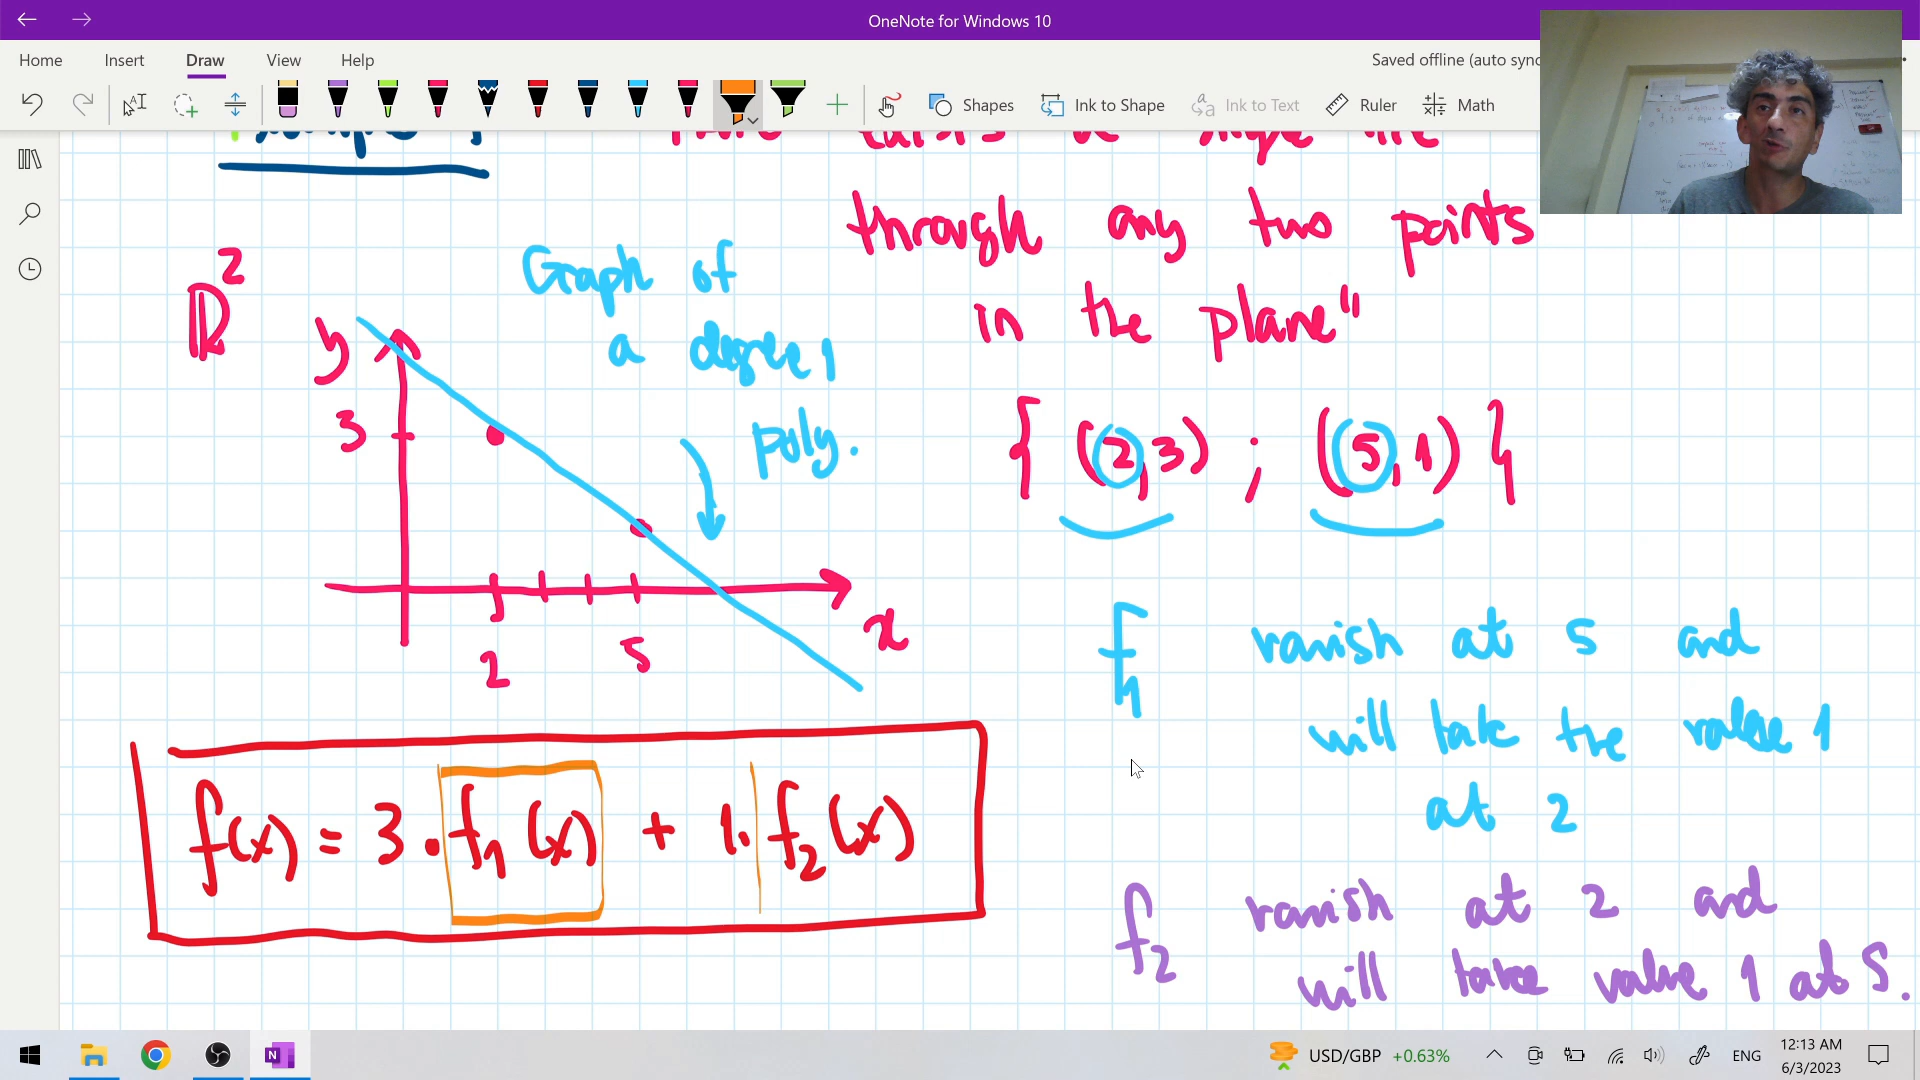 OneNote for Windows 10
Home Insert Draw View Help
Saved offline (auto sync
Shapes Ink to Shape Ink to Text Ruler Math
through any two points
in the plane"
ℝ²
Graph of
a degree 1
poly.
y
3
2 5 x
{ (2,3) ; (5,1) }
f₁ vanish at 5 and
will take the value 1
at 2
f(x) = 3 · f₁(x) + 1. f₂(x)
f₂ vanish at 2 and
will take value 1 at 5.
USD/GBP +0.63%
ENG
12:13 AM
6/3/2023